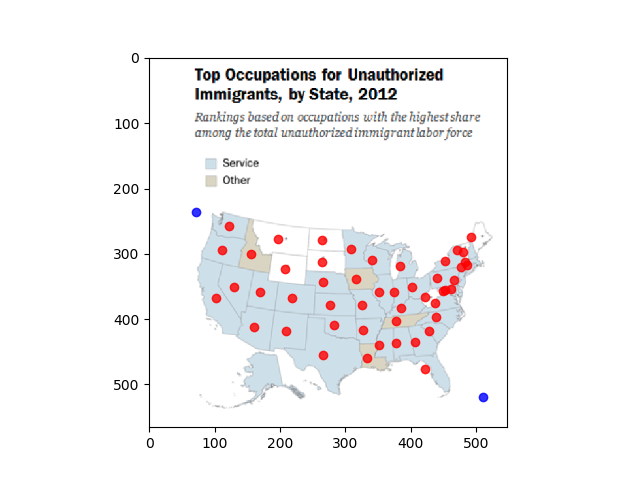 Top Occupations for Unauthorized
Immigrants, by State, 2012
Rankings based on occupations with the highest share
among the total unauthorized immigrant labor force
Service
Other
0
100
200
300
400
500
0 100 200 300 400 500